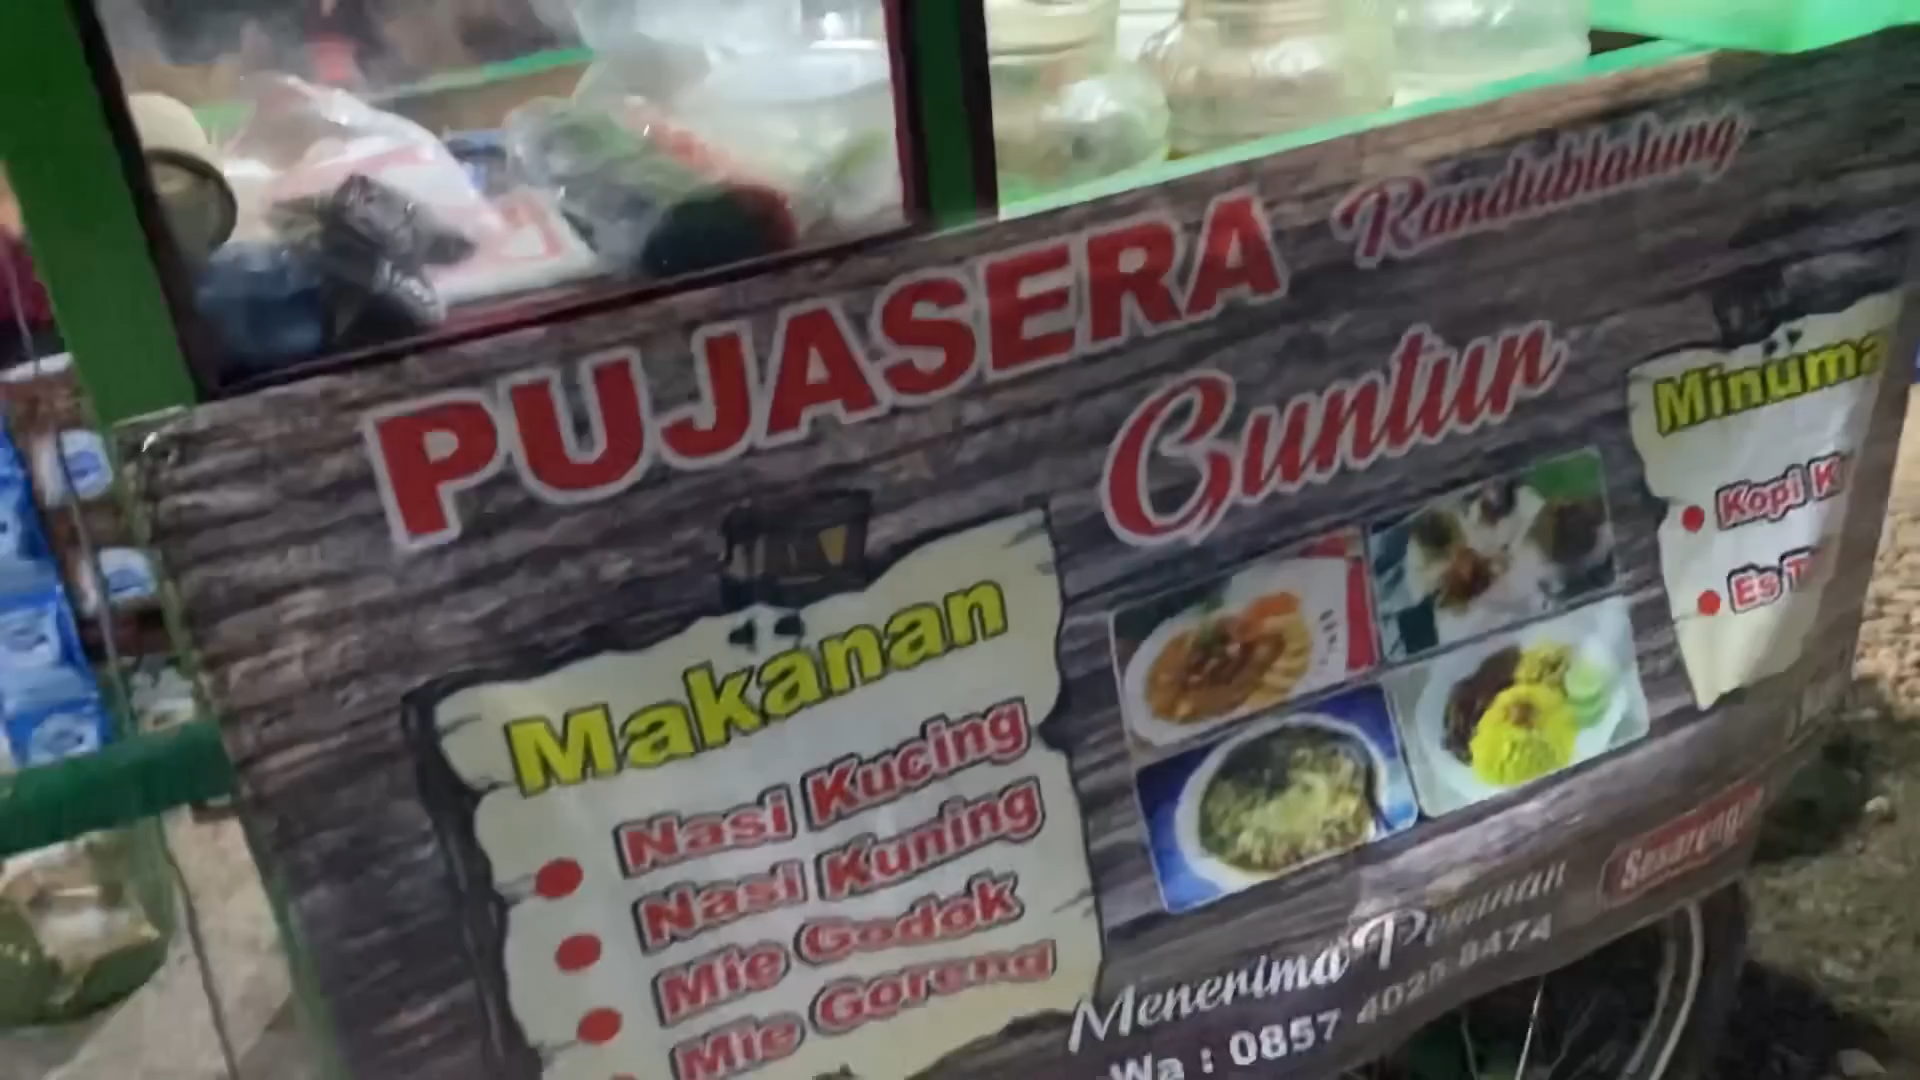 PUJASERA
Randublatung
Guntur
Makanan
Nasi Kucing
Nasi Kuning
Mie Godok
Mie Goreng
Minuma
Kopi K
Es T
Menerima Pesanan
Wa : 0857 4025 8474